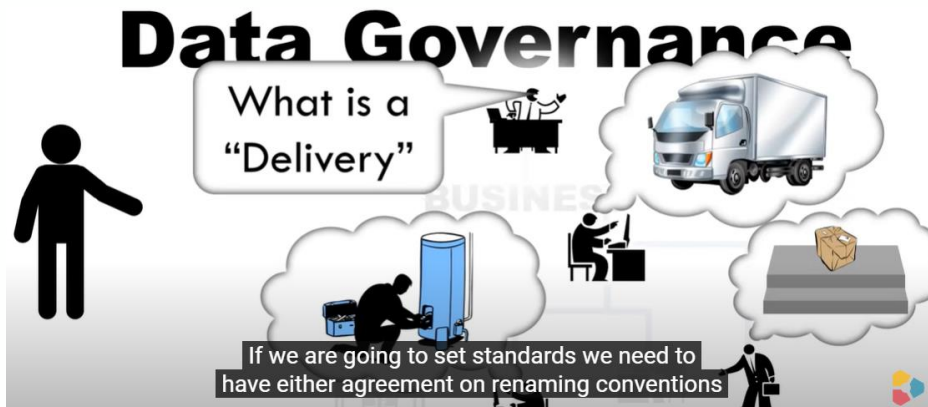 Data Governance
What is a
“Delivery”
BUSINES
If we are going to set standards we need to
have either agreement on renaming conventions